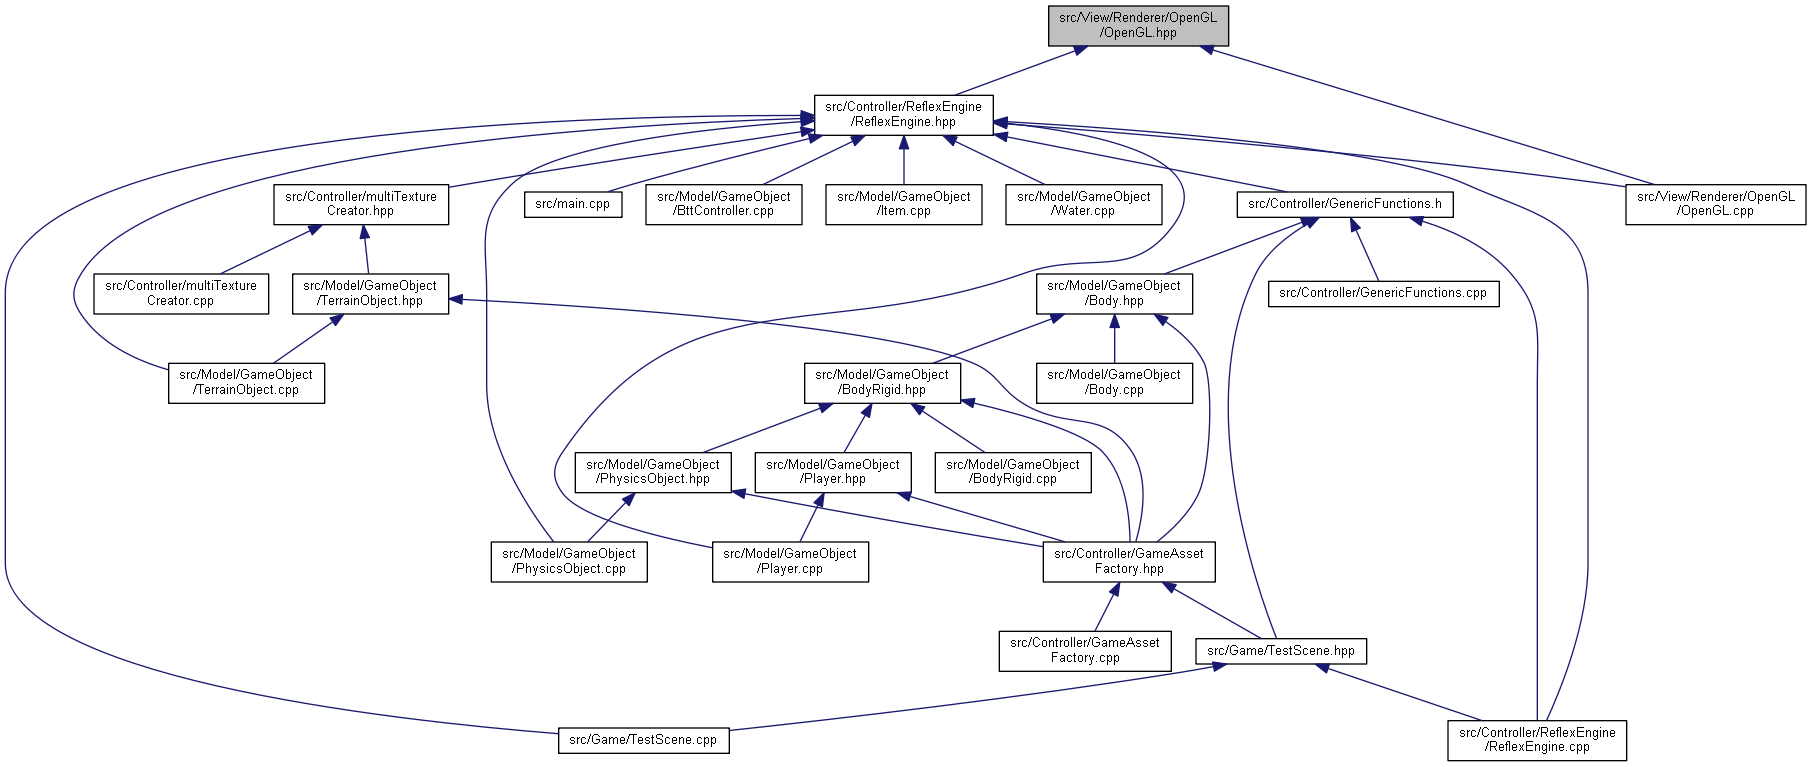 src/View/Renderer/OpenGL
/OpenGL.hpp
src/Controller/ReflexEngine
/ReflexEngine.hpp
src/Controller/multiTexture
Creator.hpp
src/main.cpp
src/Model/GameObject
/BttController.cpp
src/Model/GameObject
/Item.cpp
src/Model/GameObject
/Water.cpp
src/Controller/GenericFunctions.h
src/View/Renderer/OpenGL
/OpenGL.cpp
src/Controller/multiTexture
Creator.cpp
src/Model/GameObject
/TerrainObject.hpp
src/Model/GameObject
/Body.hpp
src/Controller/GenericFunctions.cpp
src/Model/GameObject
/TerrainObject.cpp
src/Model/GameObject
/BodyRigid.hpp
src/Model/GameObject
/Body.cpp
src/Model/GameObject
/PhysicsObject.hpp
src/Model/GameObject
/Player.hpp
src/Model/GameObject
/BodyRigid.cpp
src/Model/GameObject
/PhysicsObject.cpp
src/Model/GameObject
/Player.cpp
src/Controller/GameAsset
Factory.hpp
src/Controller/GameAsset
Factory.cpp
src/Game/TestScene.hpp
src/Game/TestScene.cpp
src/Controller/ReflexEngine
/ReflexEngine.cpp